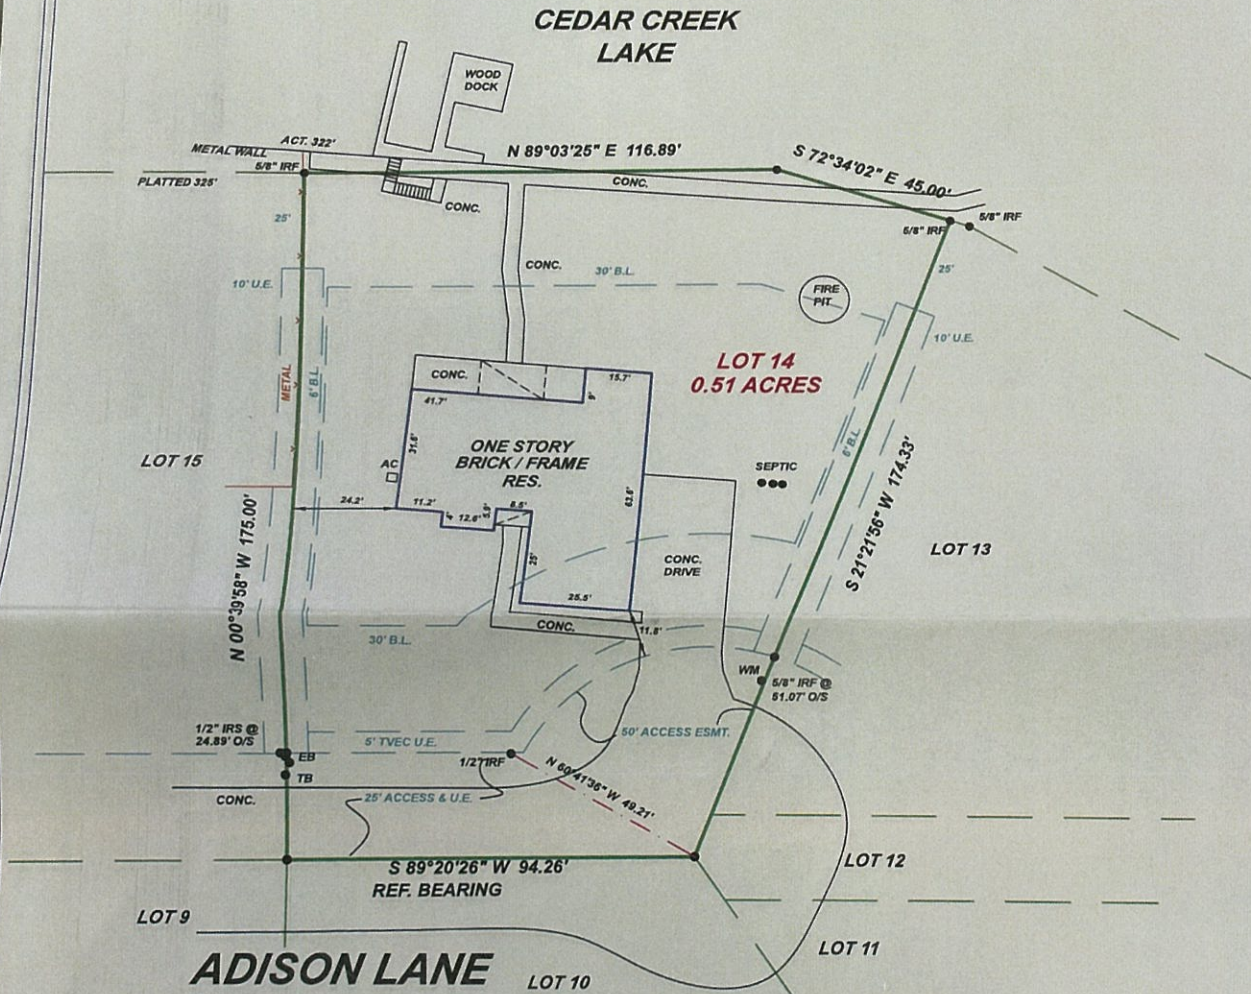 CEDAR CREEK
LAKE
WOOD
DOCK
ACT. 322'
METAL WALL
5/8" IRF
PLATTED 325'
N 89°03'25" E 116.89'
S 72°34'02" E 45.00'
CONC.
CONC.
5/8" IRF
5/8" IRF
25'
25'
CONC.
30' B.L.
10' U.E.
FIRE
PIT
10' U.E.
LOT 14
0.51 ACRES
CONC.
15.7'
9'
41.7'
METAL
6' B.L.
31.6'
ONE STORY
BRICK / FRAME
RES.
LOT 15
AC
SEPTIC
6' B.L.
S 21°21'56" W 174.33'
24.2'
11.2'
4'
12.6'
5.9'
8.5'
63.6'
N 00°39'58" W 175.00'
LOT 13
25'
CONC.
DRIVE
25.5'
CONC.
11.8'
30' B.L.
WM
5/8" IRF @
51.07' O/S
1/2" IRS @
24.89' O/S
50' ACCESS ESMT.
5' TVEC U.E.
EB
1/2" IRF
N 60°41'35" W 49.21'
TB
CONC.
25' ACCESS & U.E.
S 89°20'26" W 94.26'
REF. BEARING
LOT 12
LOT 9
LOT 11
ADISON LANE
LOT 10